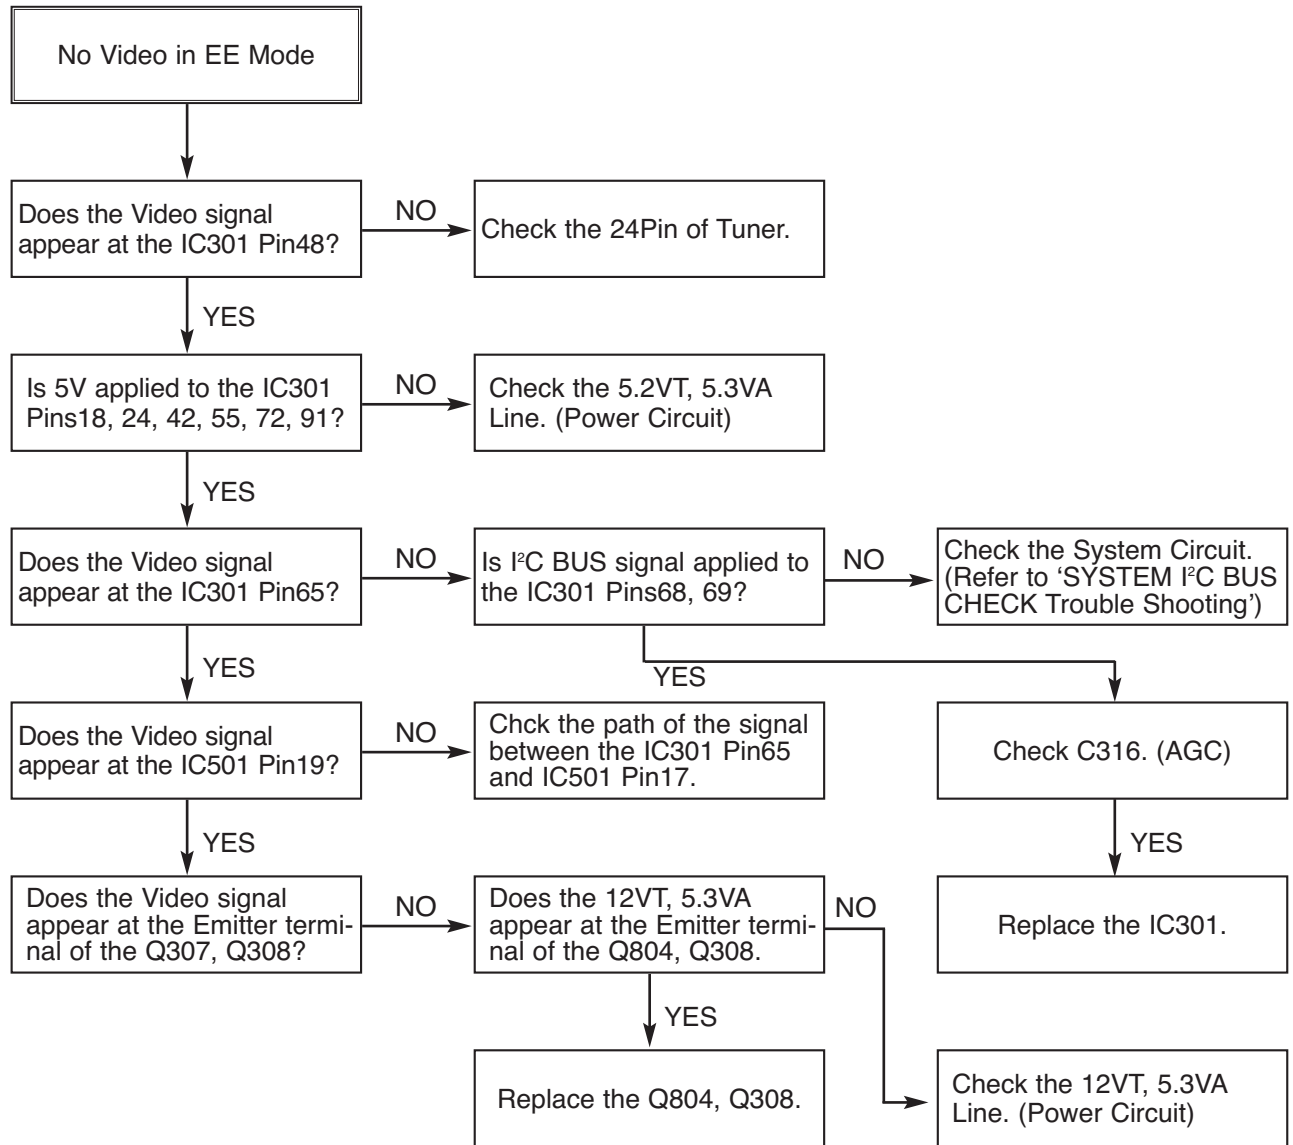 No Video in EE Mode
Does the Video signal
appear at the IC301 Pin48?
NO
Check the 24Pin of Tuner.
YES
Is 5V applied to the IC301
Pins18, 24, 42, 55, 72, 91?
NO
Check the 5.2VT, 5.3VA
Line. (Power Circuit)
YES
Does the Video signal
appear at the IC301 Pin65?
NO
Is I²C BUS signal applied to
the IC301 Pins68, 69?
NO
Check the System Circuit.
(Refer to ‘SYSTEM I²C BUS
CHECK Trouble Shooting’)
YES
YES
Does the Video signal
appear at the IC501 Pin19?
NO
Chck the path of the signal
between the IC301 Pin65
and IC501 Pin17.
Check C316. (AGC)
YES
YES
Does the Video signal
appear at the Emitter termi-
nal of the Q307, Q308?
NO
Does the 12VT, 5.3VA
appear at the Emitter termi-
nal of the Q804, Q308.
NO
Replace the IC301.
YES
Replace the Q804, Q308.
Check the 12VT, 5.3VA
Line. (Power Circuit)